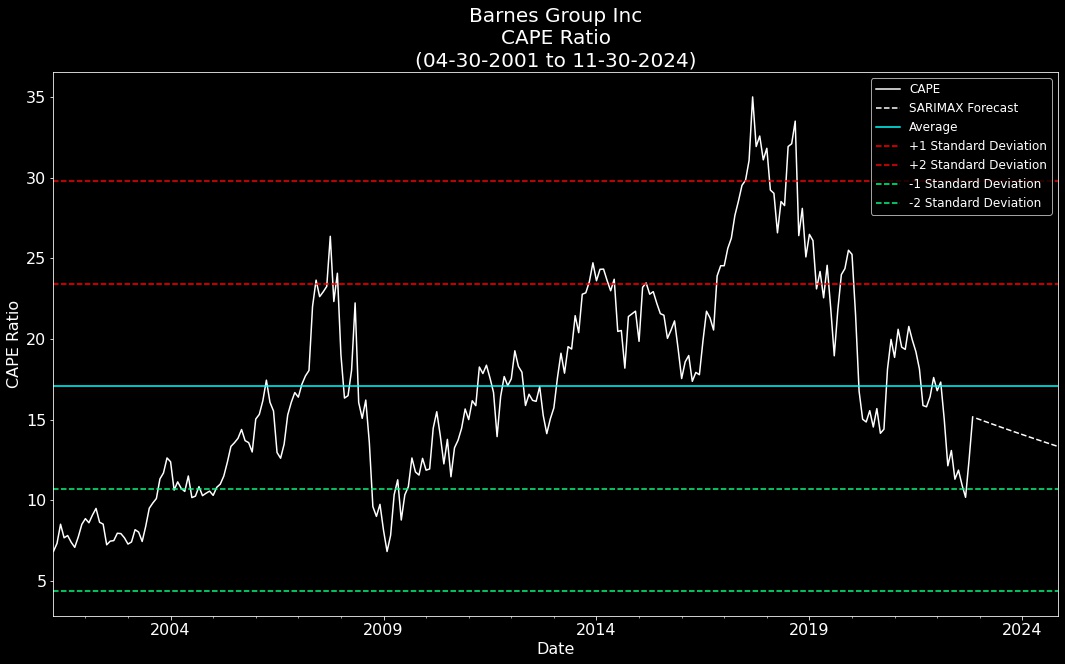 Barnes Group Inc
CAPE Ratio
(04-30-2001 to 11-30-2024)
CAPE
SARIMAX Forecast
Average
+1 Standard Deviation
+2 Standard Deviation
-1 Standard Deviation
-2 Standard Deviation
35
30
25
20
15
10
5
CAPE Ratio
2004 2009 2014 2019 2024
Date